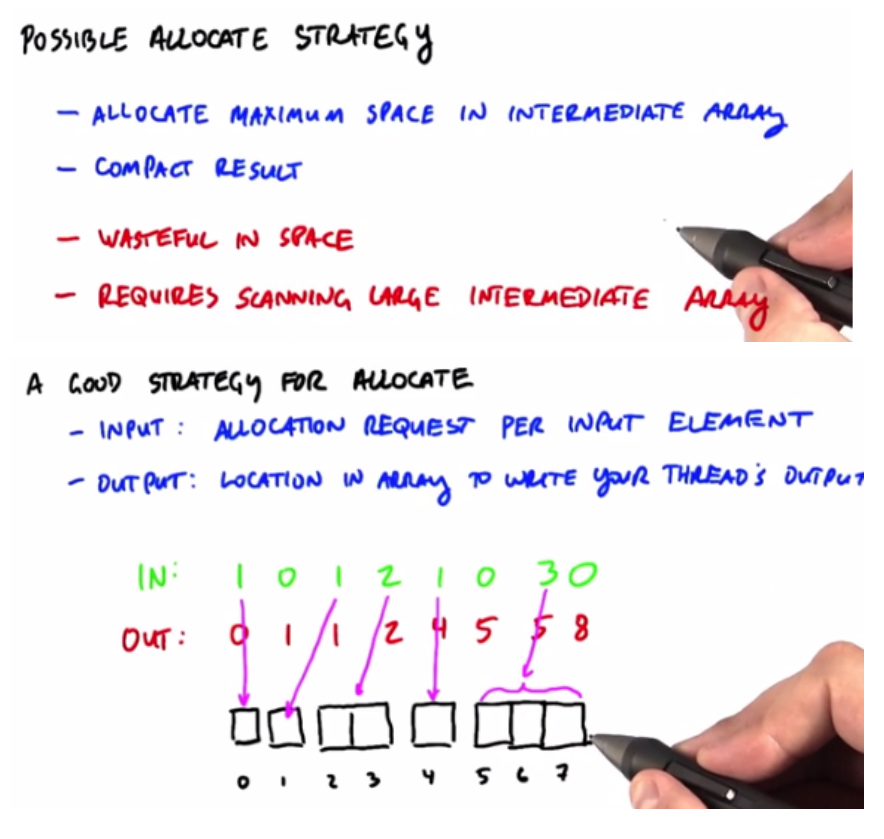 POSSIBLE ALLOCATE STRATEGY
- ALLOCATE MAXIMUM SPACE IN INTERMEDIATE ARRAY
- COMPACT RESULT
- WASTEFUL IN SPACE
- REQUIRES SCANNING LARGE INTERMEDIATE ARRAY
A GOOD STRATEGY FOR ALLOCATE
- INPUT: ALLOCATION REQUEST PER INPUT ELEMENT
- OUTPUT: LOCATION IN ARRAY TO WRITE YOUR THREAD'S OUTPUT
IN: 1 0 1 2 1 0 3 0
OUT: 0 1 1 2 4 5 5 8
0 1 2 3 4 5 6 7